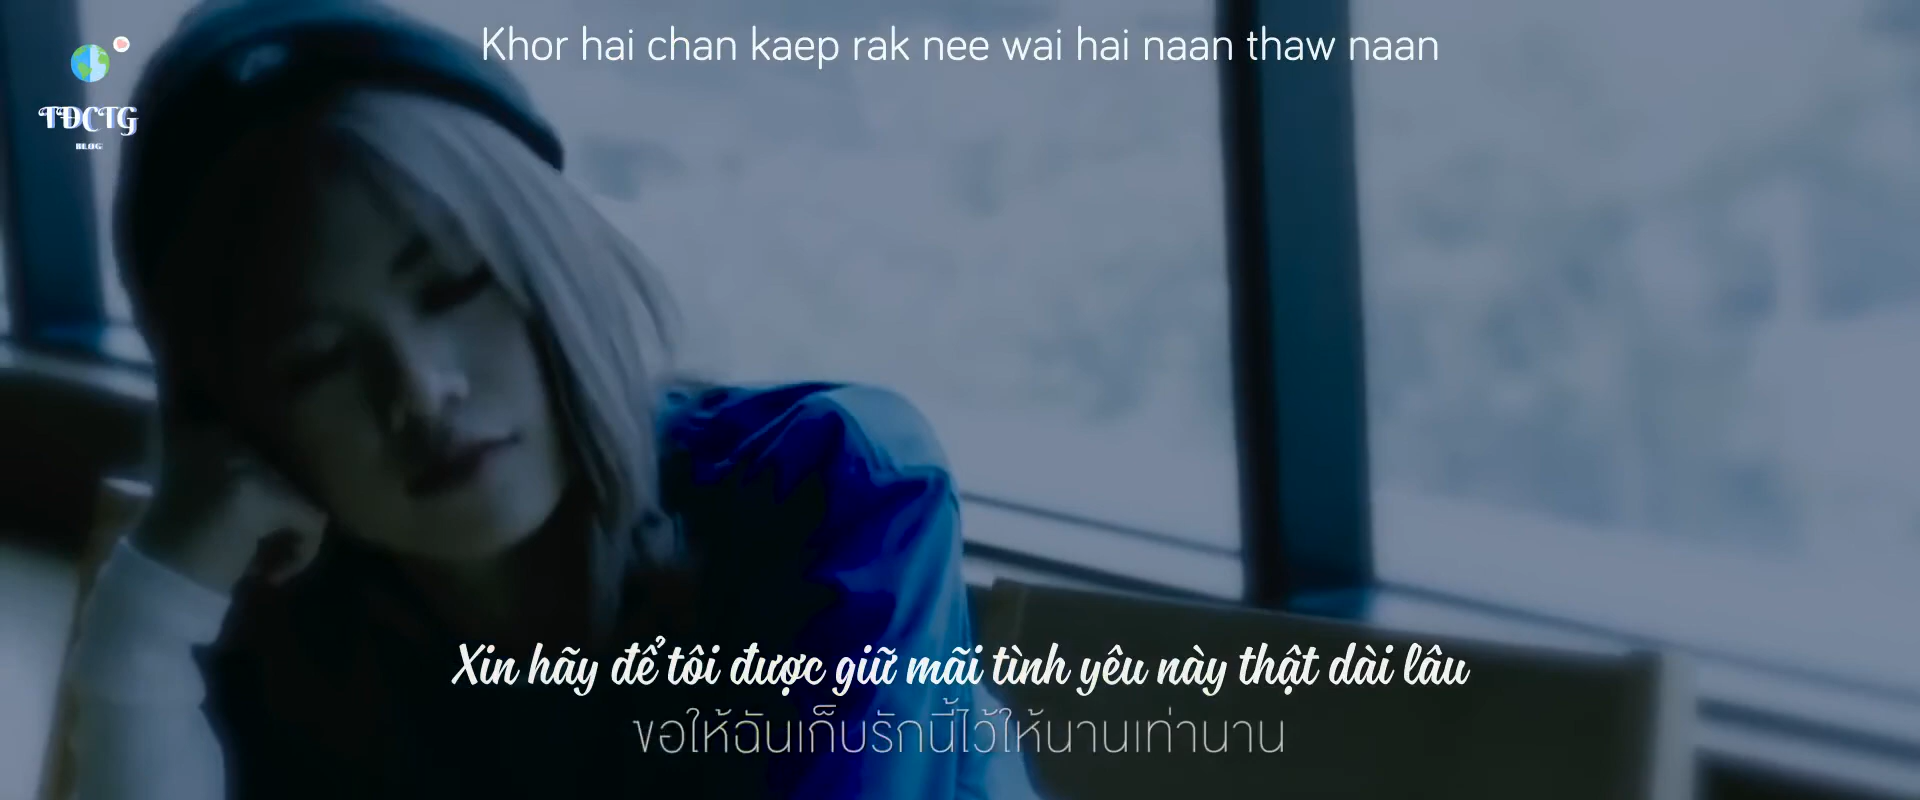 Khor hai chan kaep rak nee wai hai naan thaw naan
TĐCTG
BLOG
Xin hãy để tôi được giữ mãi tình yêu này thật dài lâu
ขอให้ฉันเก็บรักนี้ไว้ให้นานเท่านาน